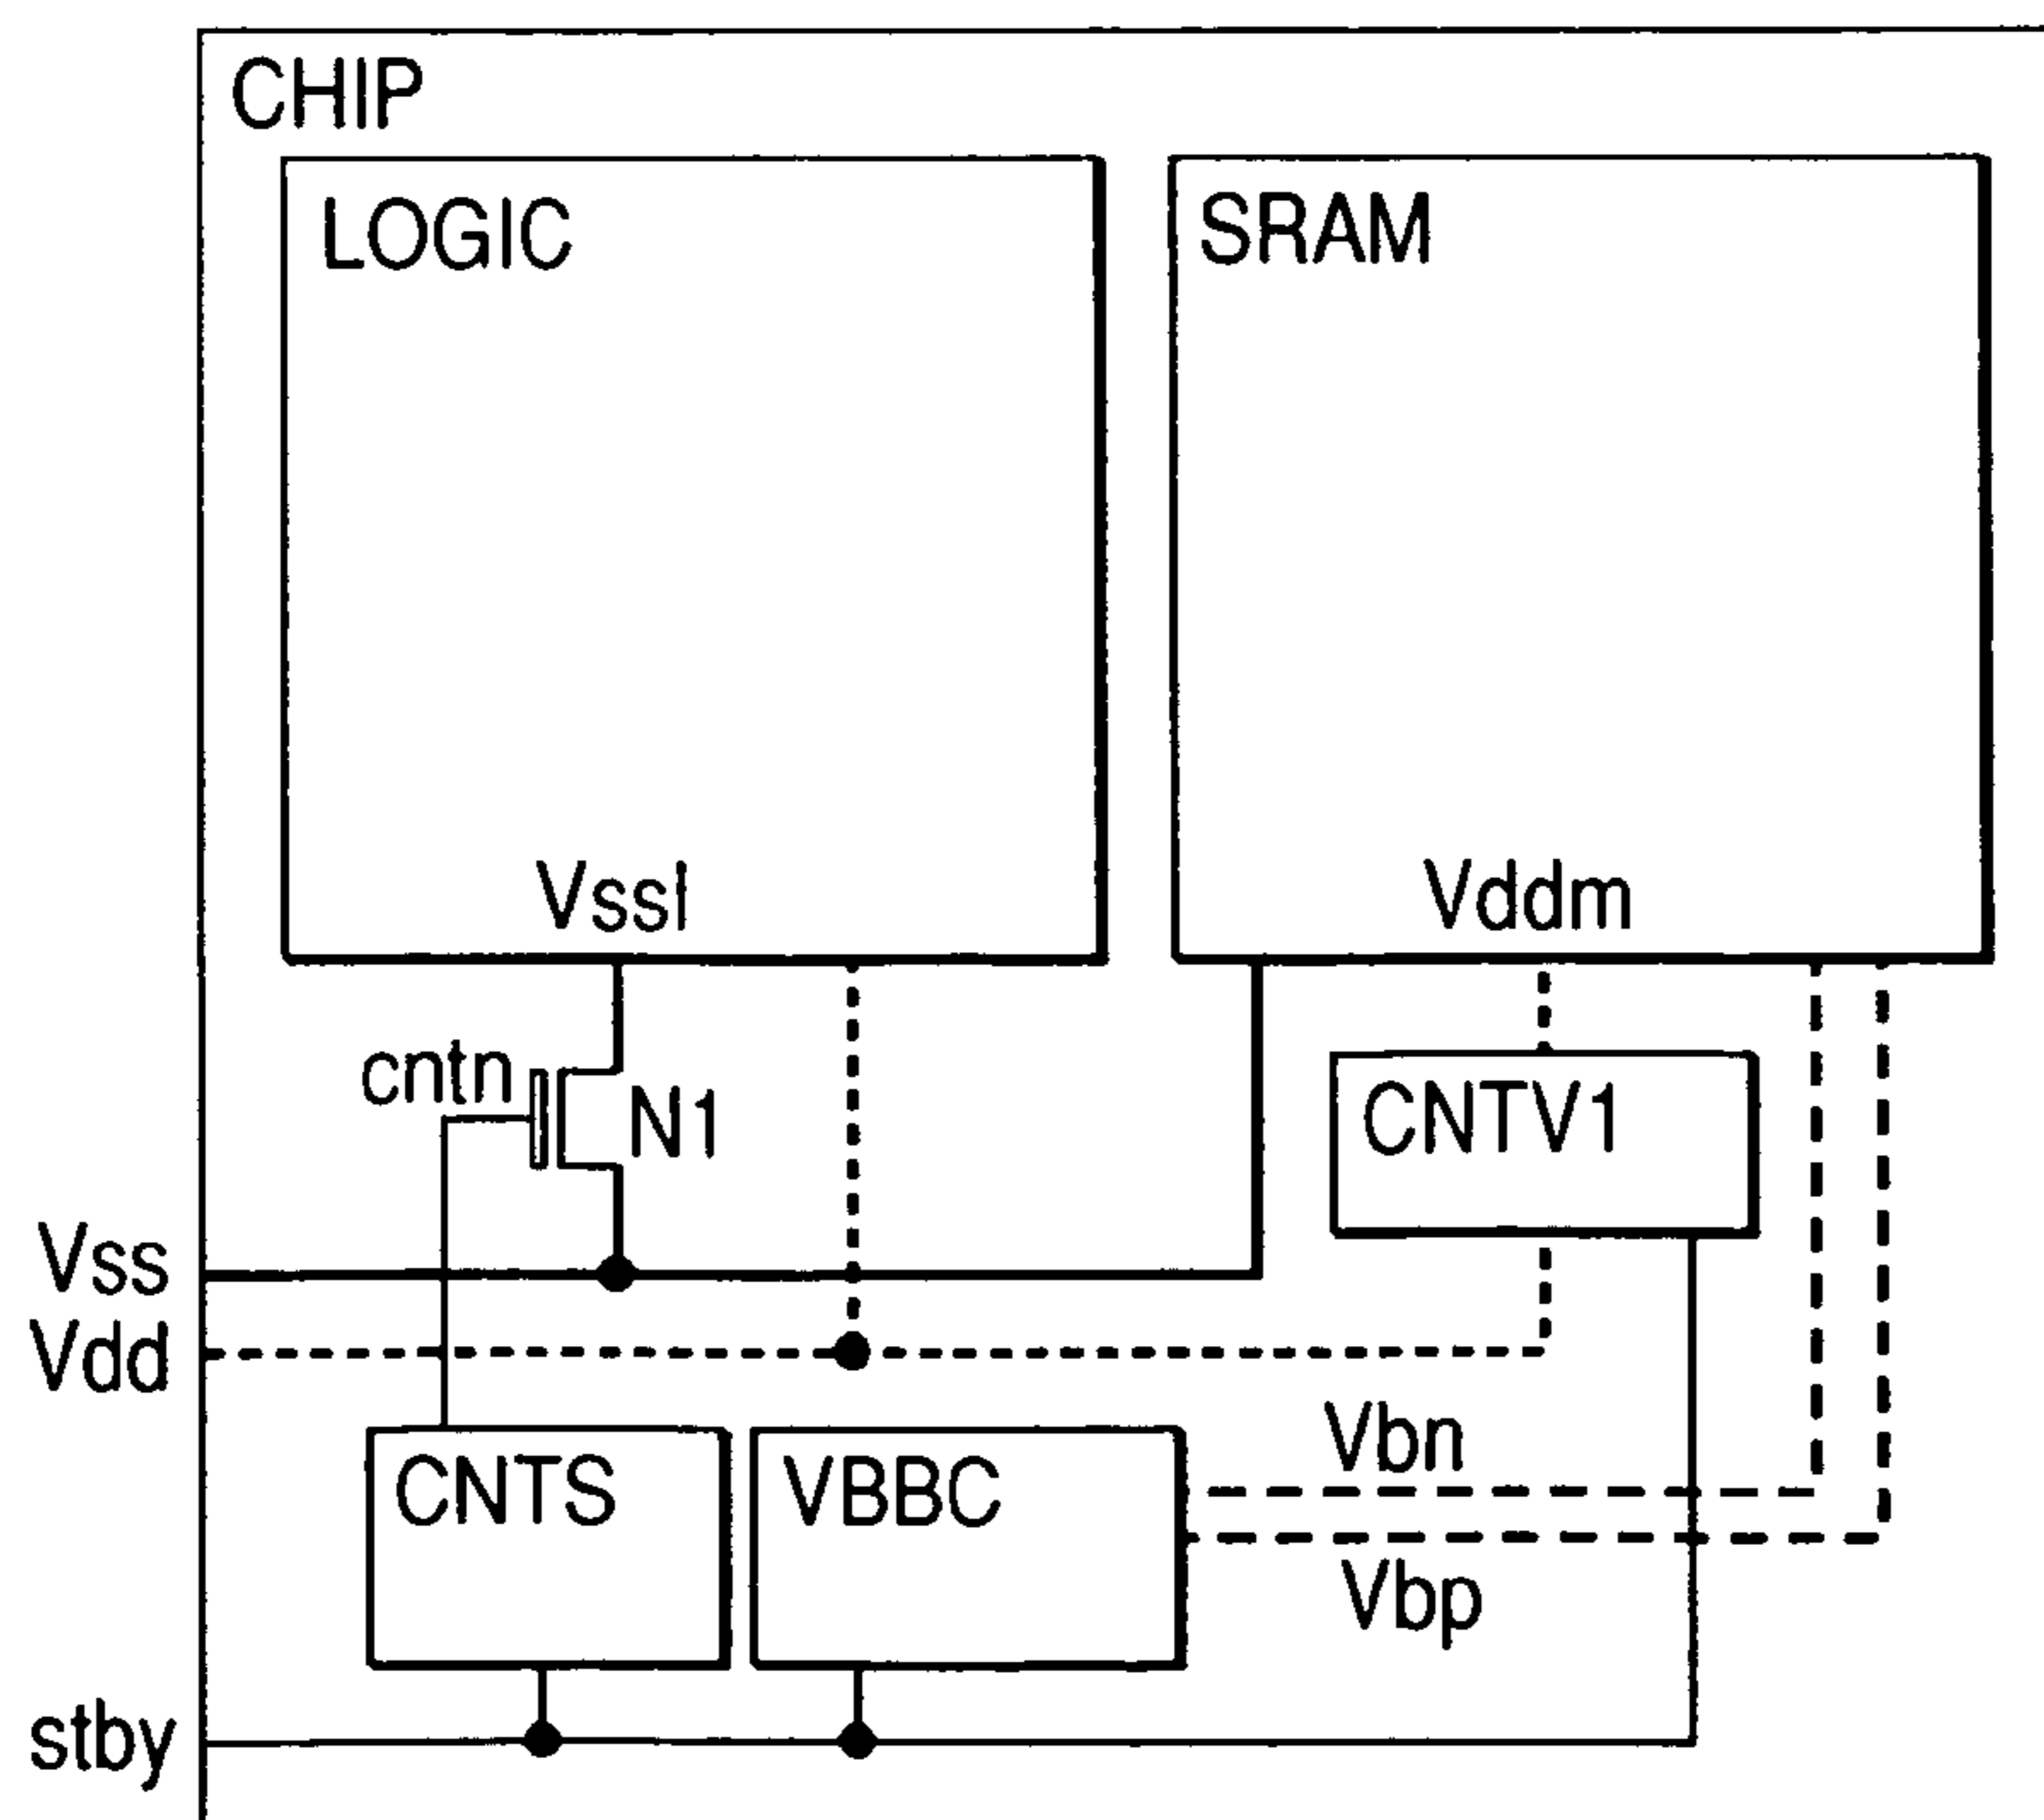 CHIP
LOGIC
SRAM
Vssl
Vddm
cntn
N1
CNTV1
Vss
Vdd
Vbn
CNTS
VBBC
Vbp
stby